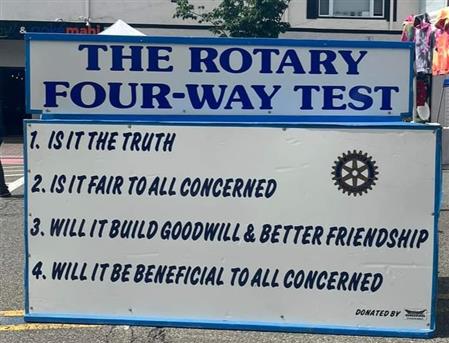 THE ROTARY
FOUR-WAY TEST
1. IS IT THE TRUTH
2. IS IT FAIR TO ALL CONCERNED
3. WILL IT BUILD GOODWILL & BETTER FRIENDSHIP
4. WILL IT BE BENEFICIAL TO ALL CONCERNED
DONATED BY